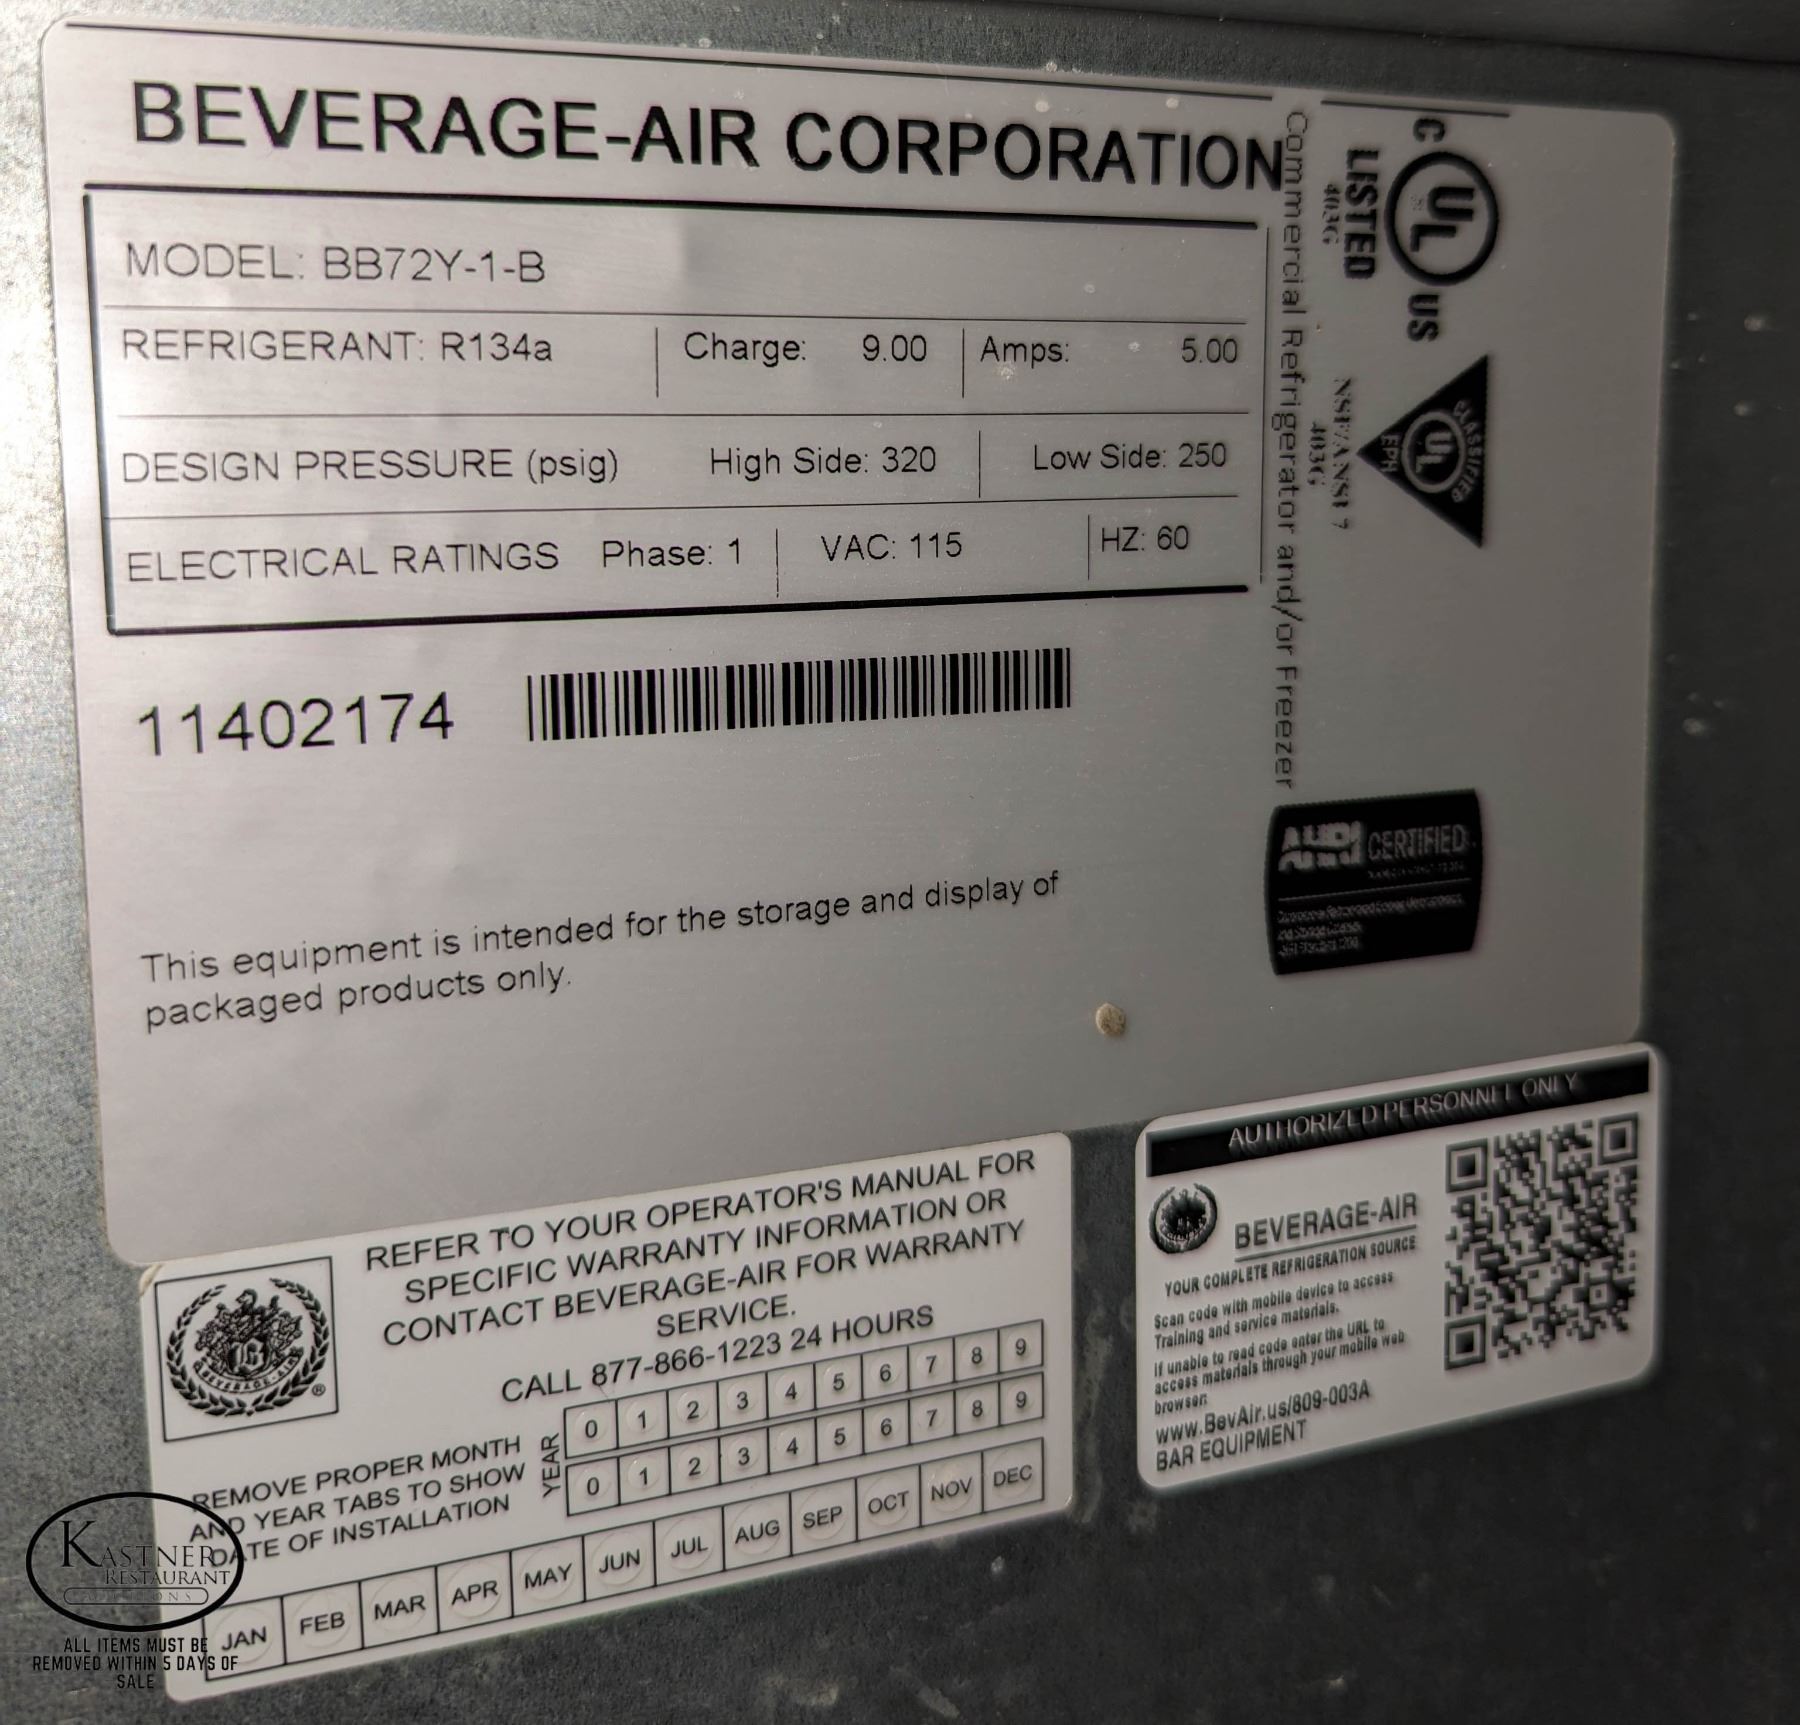 BEVERAGE-AIR CORPORATION
MODEL: BB72Y-1-B
REFRIGERANT: R134a Charge: 9.00 Amps: 5.00
DESIGN PRESSURE (psig) High Side: 320 Low Side: 250
ELECTRICAL RATINGS Phase: 1 VAC: 115 HZ: 60
11402174
This equipment is intended for the storage and display of
packaged products only.
Commercial Refrigerator and/or Freezer
C UL US
LISTED
403G
NSF/ANSI 7
403G
CLASSIFIED
UL
EPH
AHRI CERTIFIED
REFER TO YOUR OPERATOR'S MANUAL FOR
SPECIFIC WARRANTY INFORMATION OR
CONTACT BEVERAGE-AIR FOR WARRANTY
SERVICE.
CALL 877-866-1223 24 HOURS
BEVERAGE-AIR
®
REMOVE PROPER MONTH
AND YEAR TABS TO SHOW
DATE OF INSTALLATION
YEAR
0 1 2 3 4 5 6 7 8 9
0 1 2 3 4 5 6 7 8 9
JAN FEB MAR APR MAY JUN JUL AUG SEP OCT NOV DEC
AUTHORIZED PERSONNEL ONLY
BEVERAGE-AIR
YOUR COMPLETE REFRIGERATION SOURCE
Scan code with mobile device to access
Training and service materials.
If unable to read code enter the URL to
access materials through your mobile web
browser:
www.BevAir.us/809-003A
BAR EQUIPMENT
KASTNER
RESTAURANT
AUCTIONS
ALL ITEMS MUST BE
REMOVED WITHIN 5 DAYS OF
SALE